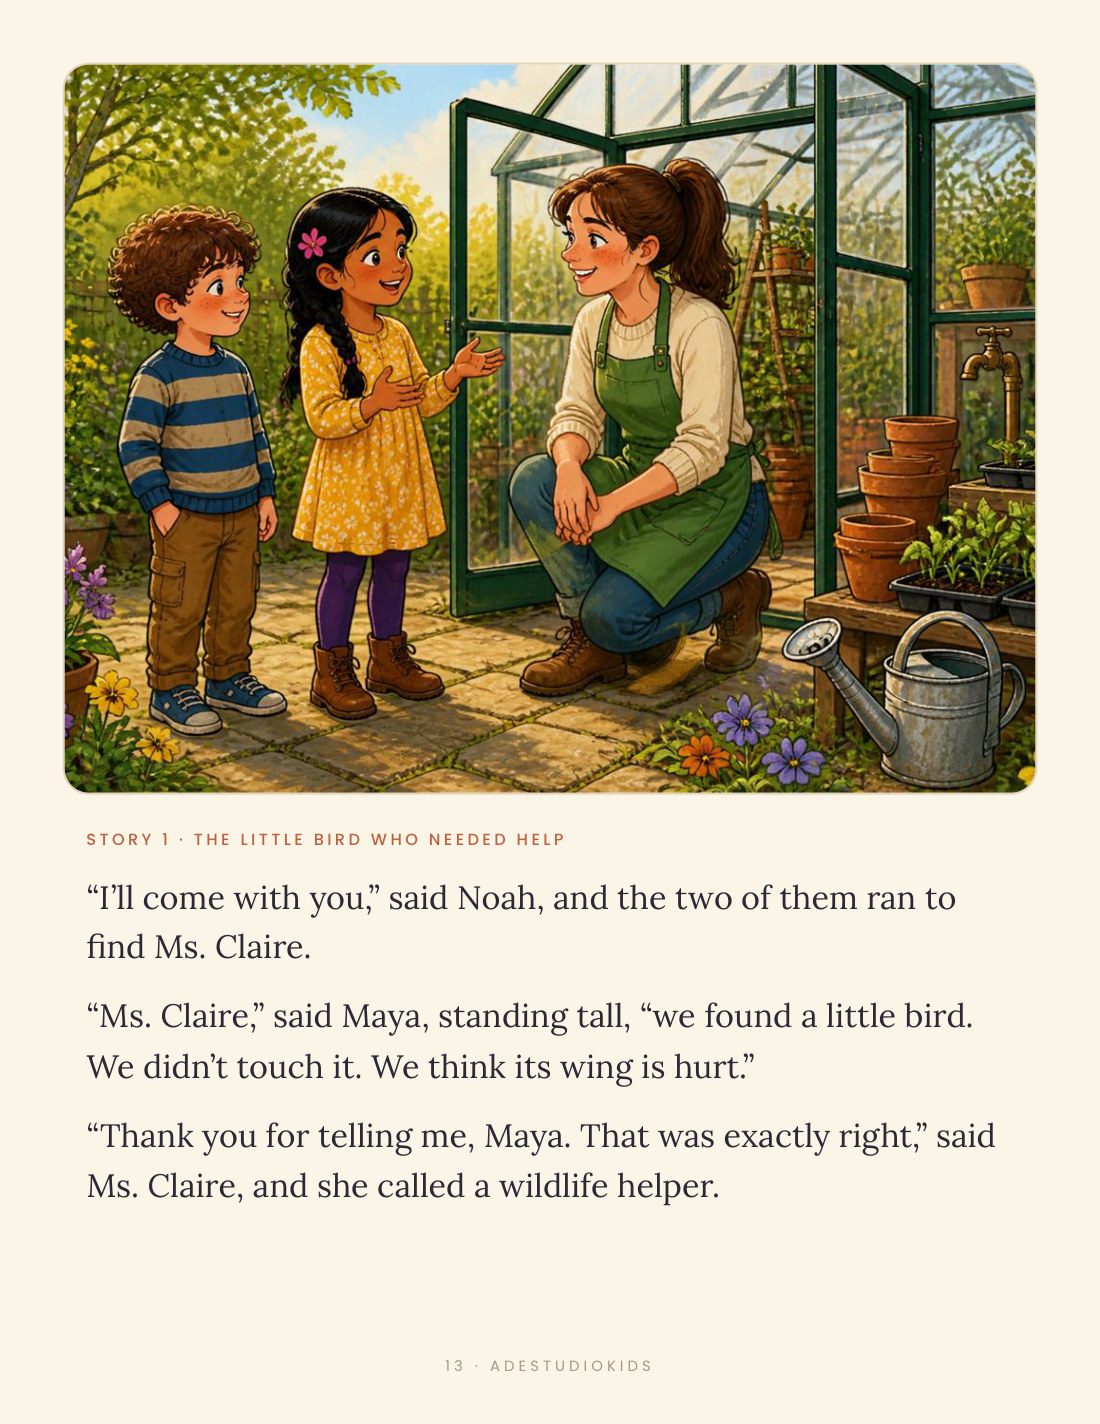 STORY 1 · THE LITTLE BIRD WHO NEEDED HELP
“I’ll come with you,” said Noah, and the two of them ran to
find Ms. Claire.
“Ms. Claire,” said Maya, standing tall, “we found a little bird.
We didn’t touch it. We think its wing is hurt.”
“Thank you for telling me, Maya. That was exactly right,” said
Ms. Claire, and she called a wildlife helper.
13 · ADESTUDIOKIDS